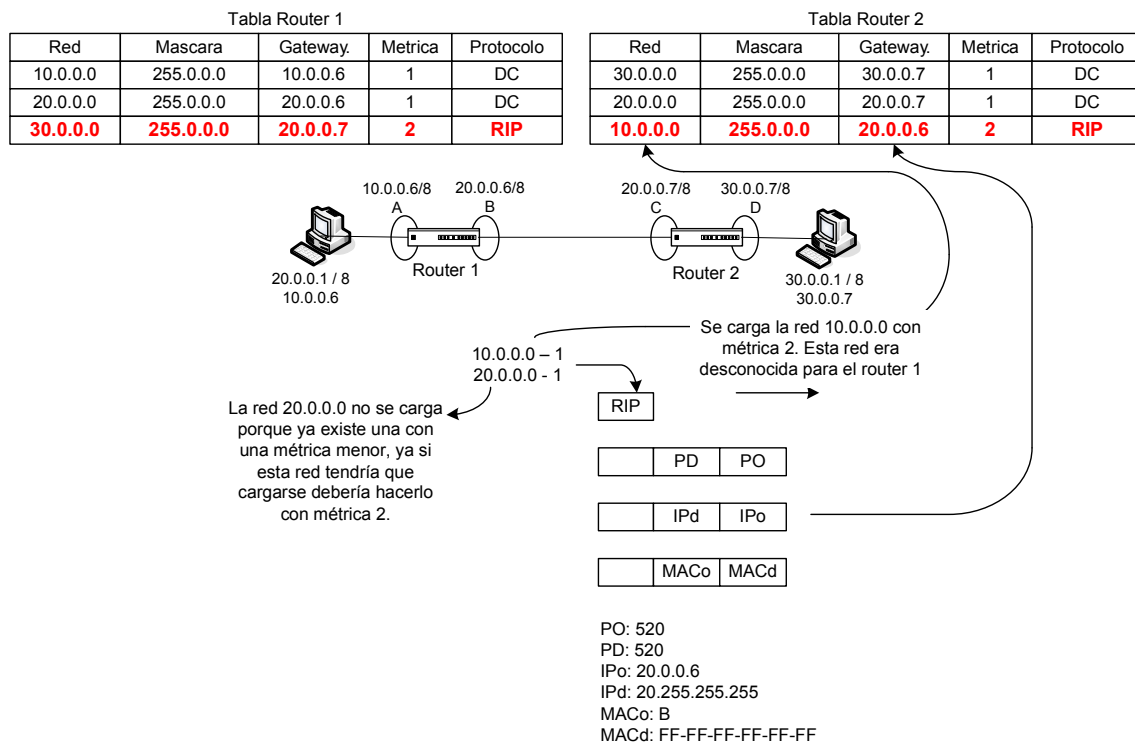 Tabla Router 1
Red Mascara Gateway. Metrica Protocolo
10.0.0.0 255.0.0.0 10.0.0.6 1 DC
20.0.0.0 255.0.0.0 20.0.0.6 1 DC
30.0.0.0 255.0.0.0 20.0.0.7 2 RIP
Tabla Router 2
Red Mascara Gateway. Metrica Protocolo
30.0.0.0 255.0.0.0 30.0.0.7 1 DC
20.0.0.0 255.0.0.0 20.0.0.7 1 DC
10.0.0.0 255.0.0.0 20.0.0.6 2 RIP
10.0.0.6/8 20.0.0.6/8
A B
Router 1
20.0.0.7/8 30.0.0.7/8
C D
Router 2
20.0.0.1 / 8
10.0.0.6
30.0.0.1 / 8
30.0.0.7
Se carga la red 10.0.0.0 con
métrica 2. Esta red era
desconocida para el router 1
10.0.0.0 – 1
20.0.0.0 - 1
La red 20.0.0.0 no se carga
porque ya existe una con
una métrica menor, ya si
esta red tendría que
cargarse debería hacerlo
con métrica 2.
RIP
PD PO
IPd IPo
MACo MACd
PO: 520
PD: 520
IPo: 20.0.0.6
IPd: 20.255.255.255
MACo: B
MACd: FF-FF-FF-FF-FF-FF